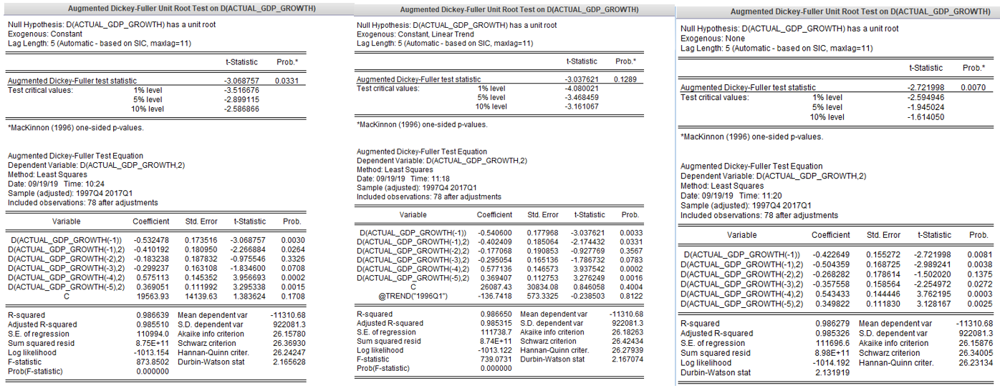 Augmented Dickey-Fuller Unit Root Test on D(ACTUAL_GDP_GROWTH)
Null Hypothesis: D(ACTUAL_GDP_GROWTH) has a unit root
Exogenous: Constant
Lag Length: 5 (Automatic - based on SIC, maxlag=11)
t-Statistic Prob.*
Augmented Dickey-Fuller test statistic -3.068757 0.0331
Test critical values: 1% level -3.516676
5% level -2.899115
10% level -2.586866
*MacKinnon (1996) one-sided p-values.
Augmented Dickey-Fuller Test Equation
Dependent Variable: D(ACTUAL_GDP_GROWTH,2)
Method: Least Squares
Date: 09/19/19 Time: 10:24
Sample (adjusted): 1997Q4 2017Q1
Included observations: 78 after adjustments
Variable Coefficient Std. Error t-Statistic Prob.
D(ACTUAL_GDP_GROWTH(-1)) -0.532478 0.173516 -3.068757 0.0030
D(ACTUAL_GDP_GROWTH(-1),2) -0.410192 0.180950 -2.266884 0.0264
D(ACTUAL_GDP_GROWTH(-2),2) -0.183238 0.187832 -0.975546 0.3326
D(ACTUAL_GDP_GROWTH(-3),2) -0.299237 0.163108 -1.834600 0.0708
D(ACTUAL_GDP_GROWTH(-4),2) 0.575113 0.145352 3.956693 0.0002
D(ACTUAL_GDP_GROWTH(-5),2) 0.369051 0.111992 3.295338 0.0015
C 19563.93 14139.63 1.383624 0.1708
R-squared 0.986639 Mean dependent var -11310.68
Adjusted R-squared 0.985510 S.D. dependent var 922081.3
S.E. of regression 110994.0 Akaike info criterion 26.15780
Sum squared resid 8.75E+11 Schwarz criterion 26.36930
Log likelihood -1013.154 Hannan-Quinn criter. 26.24247
F-statistic 873.8502 Durbin-Watson stat 2.165628
Prob(F-statistic) 0.000000
Augmented Dickey-Fuller Unit Root Test on D(ACTUAL_GDP_GROWTH)
Null Hypothesis: D(ACTUAL_GDP_GROWTH) has a unit root
Exogenous: Constant, Linear Trend
Lag Length: 5 (Automatic - based on SIC, maxlag=11)
t-Statistic Prob.*
Augmented Dickey-Fuller test statistic -3.037621 0.1289
Test critical values: 1% level -4.080021
5% level -3.468459
10% level -3.161067
*MacKinnon (1996) one-sided p-values.
Augmented Dickey-Fuller Test Equation
Dependent Variable: D(ACTUAL_GDP_GROWTH,2)
Method: Least Squares
Date: 09/19/19 Time: 11:18
Sample (adjusted): 1997Q4 2017Q1
Included observations: 78 after adjustments
Variable Coefficient Std. Error t-Statistic Prob.
D(ACTUAL_GDP_GROWTH(-1)) -0.540600 0.177968 -3.037621 0.0033
D(ACTUAL_GDP_GROWTH(-1),2) -0.402409 0.185064 -2.174432 0.0331
D(ACTUAL_GDP_GROWTH(-2),2) -0.177068 0.190853 -0.927769 0.3567
D(ACTUAL_GDP_GROWTH(-3),2) -0.295054 0.165136 -1.786732 0.0783
D(ACTUAL_GDP_GROWTH(-4),2) 0.577136 0.146573 3.937542 0.0002
D(ACTUAL_GDP_GROWTH(-5),2) 0.369407 0.112753 3.276249 0.0016
C 26087.43 30834.08 0.846058 0.4004
@TREND("1996Q1") -136.7418 573.3325 -0.238503 0.8122
R-squared 0.986650 Mean dependent var -11310.68
Adjusted R-squared 0.985315 S.D. dependent var 922081.3
S.E. of regression 111738.7 Akaike info criterion 26.18263
Sum squared resid 8.74E+11 Schwarz criterion 26.42434
Log likelihood -1013.122 Hannan-Quinn criter. 26.27939
F-statistic 739.0731 Durbin-Watson stat 2.167074
Prob(F-statistic) 0.000000
Augmented Dickey-Fuller Unit Root Test on D(ACTUAL_GDP_GROWTH)
Null Hypothesis: D(ACTUAL_GDP_GROWTH) has a unit root
Exogenous: None
Lag Length: 5 (Automatic - based on SIC, maxlag=11)
t-Statistic Prob.*
Augmented Dickey-Fuller test statistic -2.721998 0.0070
Test critical values: 1% level -2.594946
5% level -1.945024
10% level -1.614050
*MacKinnon (1996) one-sided p-values.
Augmented Dickey-Fuller Test Equation
Dependent Variable: D(ACTUAL_GDP_GROWTH,2)
Method: Least Squares
Date: 09/19/19 Time: 11:20
Sample (adjusted): 1997Q4 2017Q1
Included observations: 78 after adjustments
Variable Coefficient Std. Error t-Statistic Prob.
D(ACTUAL_GDP_GROWTH(-1)) -0.422649 0.155272 -2.721998 0.0081
D(ACTUAL_GDP_GROWTH(-1),2) -0.504359 0.168725 -2.989241 0.0038
D(ACTUAL_GDP_GROWTH(-2),2) -0.268282 0.178614 -1.502020 0.1375
D(ACTUAL_GDP_GROWTH(-3),2) -0.357558 0.158564 -2.254972 0.0272
D(ACTUAL_GDP_GROWTH(-4),2) 0.543433 0.144446 3.762195 0.0003
D(ACTUAL_GDP_GROWTH(-5),2) 0.349822 0.111830 3.128167 0.0025
R-squared 0.986279 Mean dependent var -11310.68
Adjusted R-squared 0.985326 S.D. dependent var 922081.3
S.E. of regression 111696.6 Akaike info criterion 26.15876
Sum squared resid 8.98E+11 Schwarz criterion 26.34005
Log likelihood -1014.192 Hannan-Quinn criter. 26.23134
Durbin-Watson stat 2.131919